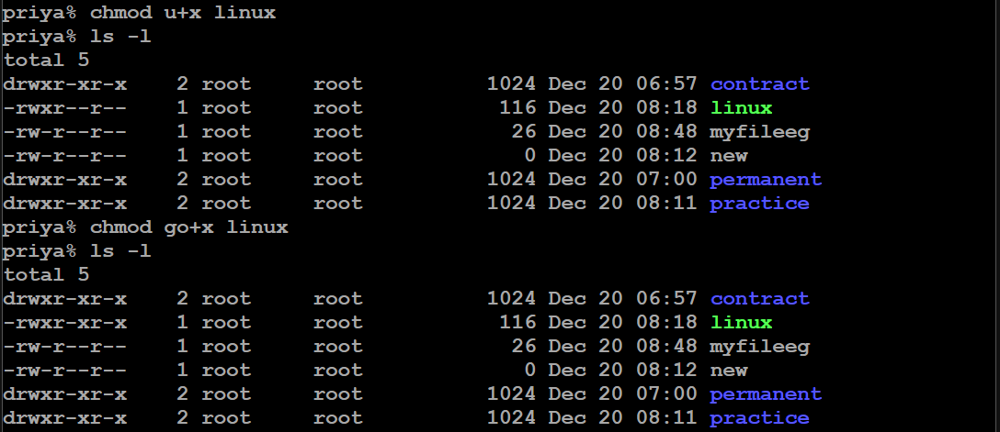 priya% chmod u+x linux
priya% ls -l
total 5
drwxr-xr-x    2 root     root          1024 Dec 20 06:57 contract
-rwxr--r--    1 root     root           116 Dec 20 08:18 linux
-rw-r--r--    1 root     root            26 Dec 20 08:48 myfileeg
-rw-r--r--    1 root     root             0 Dec 20 08:12 new
drwxr-xr-x    2 root     root          1024 Dec 20 07:00 permanent
drwxr-xr-x    2 root     root          1024 Dec 20 08:11 practice
priya% chmod go+x linux
priya% ls -l
total 5
drwxr-xr-x    2 root     root          1024 Dec 20 06:57 contract
-rwxr-xr-x    1 root     root           116 Dec 20 08:18 linux
-rw-r--r--    1 root     root            26 Dec 20 08:48 myfileeg
-rw-r--r--    1 root     root             0 Dec 20 08:12 new
drwxr-xr-x    2 root     root          1024 Dec 20 07:00 permanent
drwxr-xr-x    2 root     root          1024 Dec 20 08:11 practice